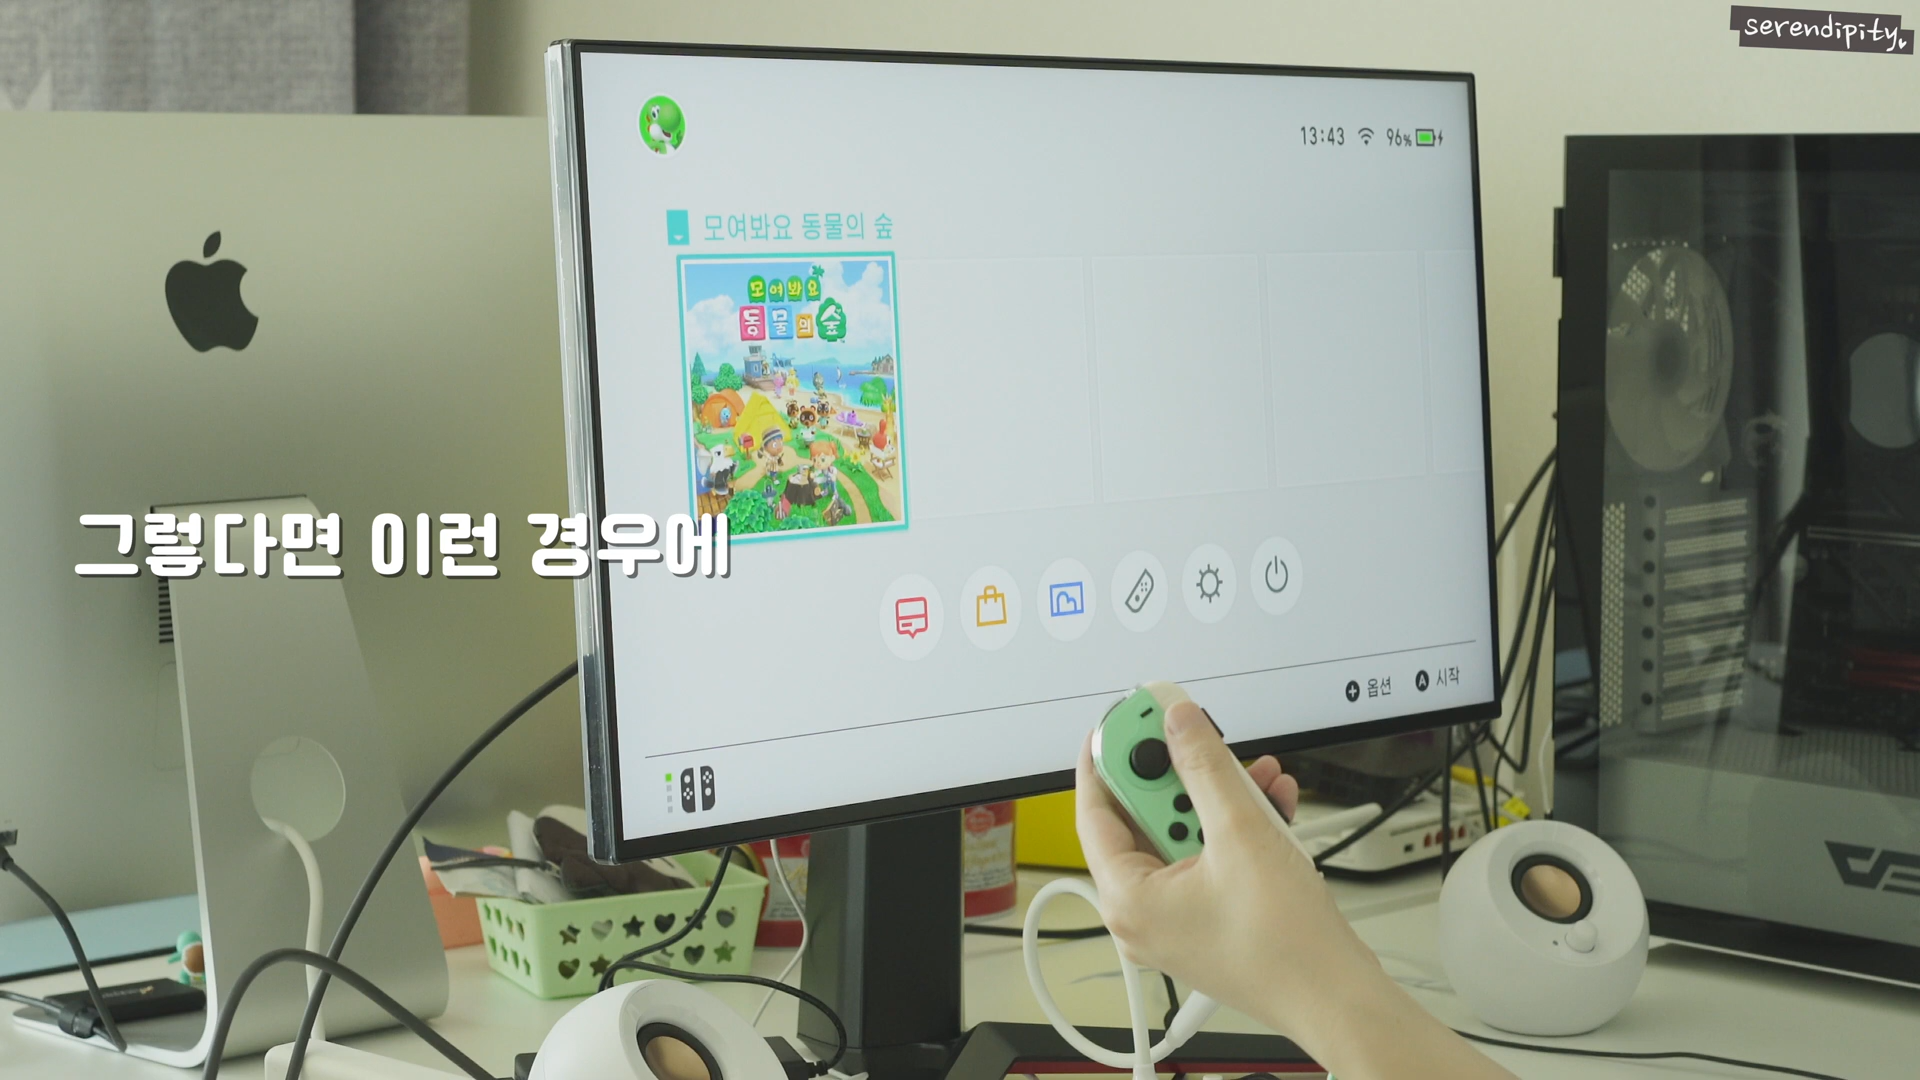 serendipity
13:43 96%
모여봐요 동물의 숲
모여봐요
동물의 숲
그렇다면 이런 경우에
옵션 A 시작